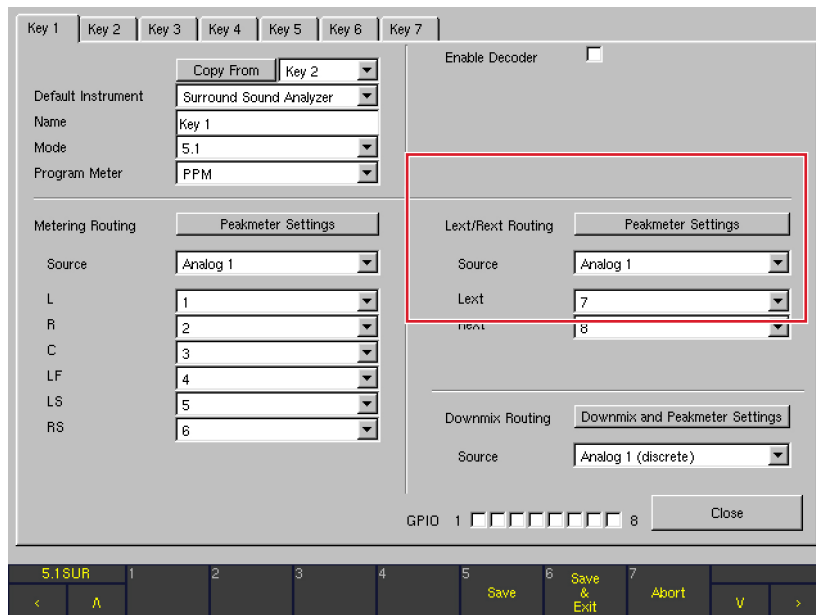 Key 1 Key 2 Key 3 Key 4 Key 5 Key 6 Key 7
Copy From Key 2
Default Instrument Surround Sound Analyzer
Name Key 1
Mode 5.1
Program Meter PPM
Enable Decoder
Metering Routing Peakmeter Settings
Source Analog 1
L 1
R 2
C 3
LF 4
LS 5
RS 6
Lext/Rext Routing Peakmeter Settings
Source Analog 1
Lext 7
Rext 8
Downmix Routing Downmix and Peakmeter Settings
Source Analog 1 (discrete)
GPIO 1 8
Close
5.1SUR 1 2 3 4 5 6 7
< Λ Save Save & Exit Abort V >